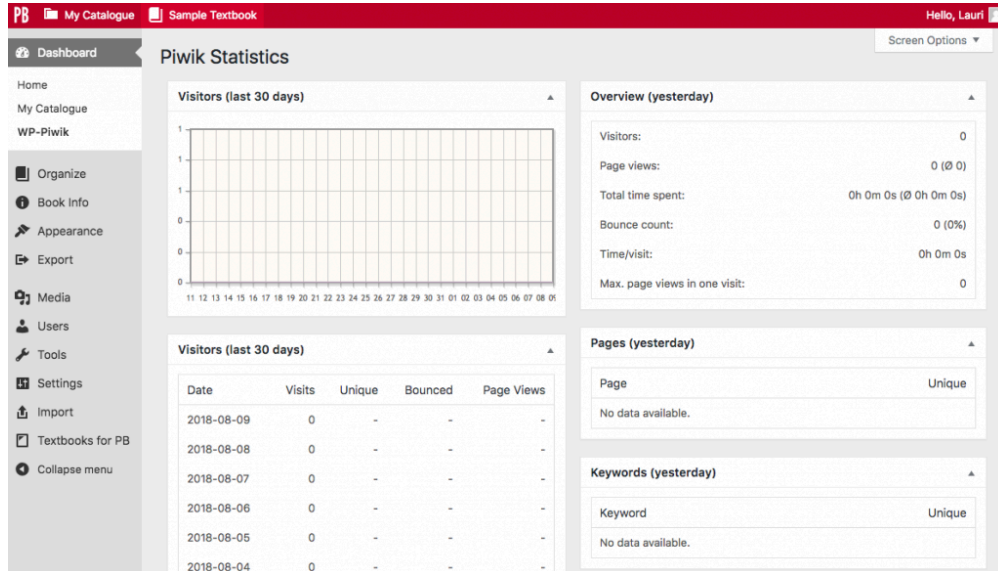 PB My Catalogue Sample Textbook Hello, Lauri
Screen Options ▼
Dashboard
Home
My Catalogue
WP-Piwik
Organize
Book Info
Appearance
Export
Media
Users
Tools
Settings
Import
Textbooks for PB
Collapse menu
Piwik Statistics
Visitors (last 30 days)
1
1
1
0
0
0
11 12 13 14 15 16 17 18 19 20 21 22 23 24 25 26 27 28 29 30 31 01 02 03 04 05 06 07 08 09
Visitors (last 30 days)
Date Visits Unique Bounced Page Views
2018-08-09 0 - - -
2018-08-08 0 - - -
2018-08-07 0 - - -
2018-08-06 0 - - -
2018-08-05 0 - - -
2018-08-04 0 - - -
Overview (yesterday)
Visitors: 0
Page views: 0 (Ø 0)
Total time spent: 0h 0m 0s (Ø 0h 0m 0s)
Bounce count: 0 (0%)
Time/visit: 0h 0m 0s
Max. page views in one visit: 0
Pages (yesterday)
Page Unique
No data available.
Keywords (yesterday)
Keyword Unique
No data available.